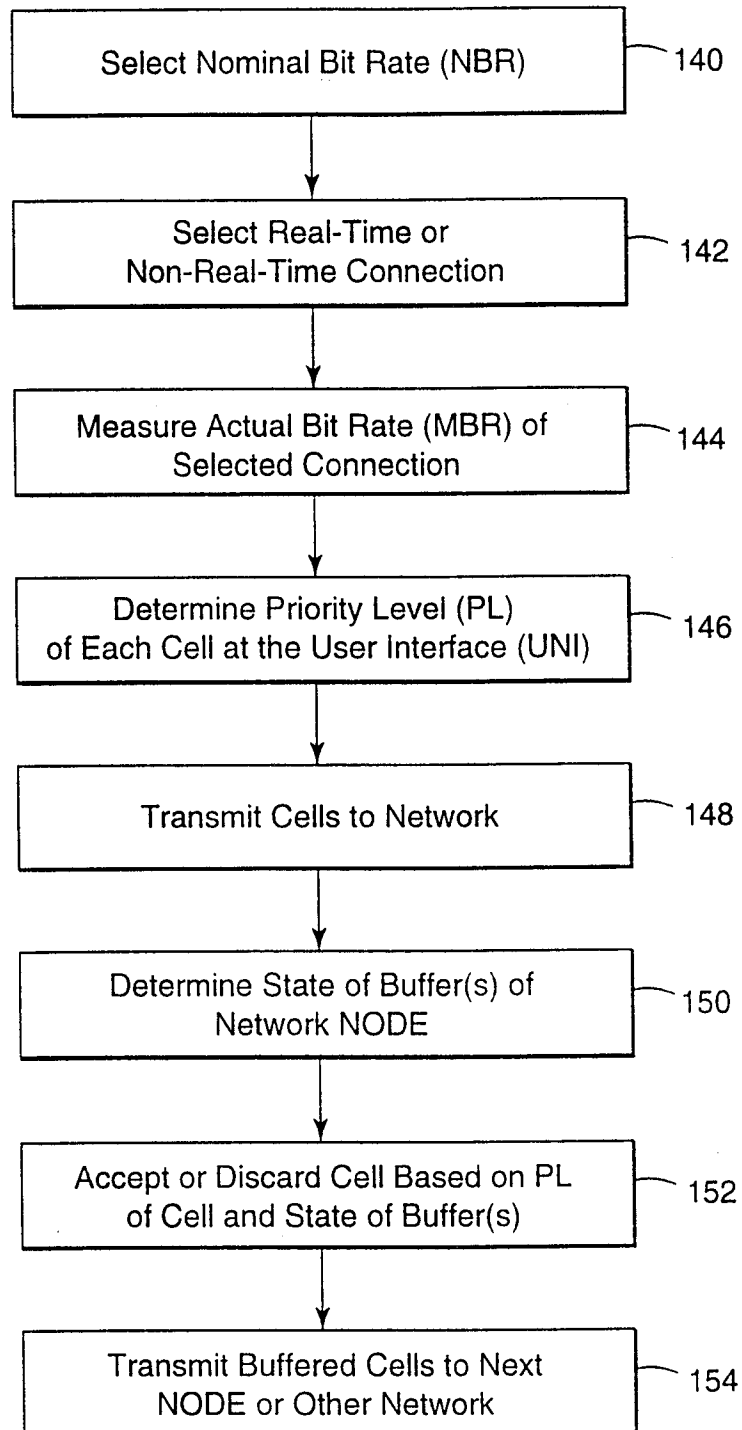 Select Nominal Bit Rate (NBR)
140
Select Real-Time or
Non-Real-Time Connection
142
Measure Actual Bit Rate (MBR) of
Selected Connection
144
Determine Priority Level (PL)
of Each Cell at the User Interface (UNI)
146
Transmit Cells to Network
148
Determine State of Buffer(s) of
Network NODE
150
Accept or Discard Cell Based on PL
of Cell and State of Buffer(s)
152
Transmit Buffered Cells to Next
NODE or Other Network
154